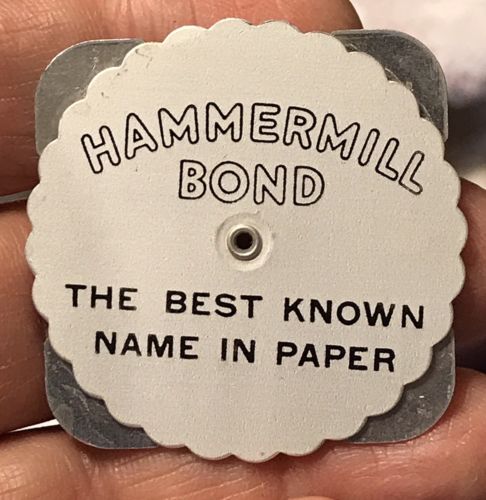 HAMMERMILL
BOND
THE BEST KNOWN
NAME IN PAPER